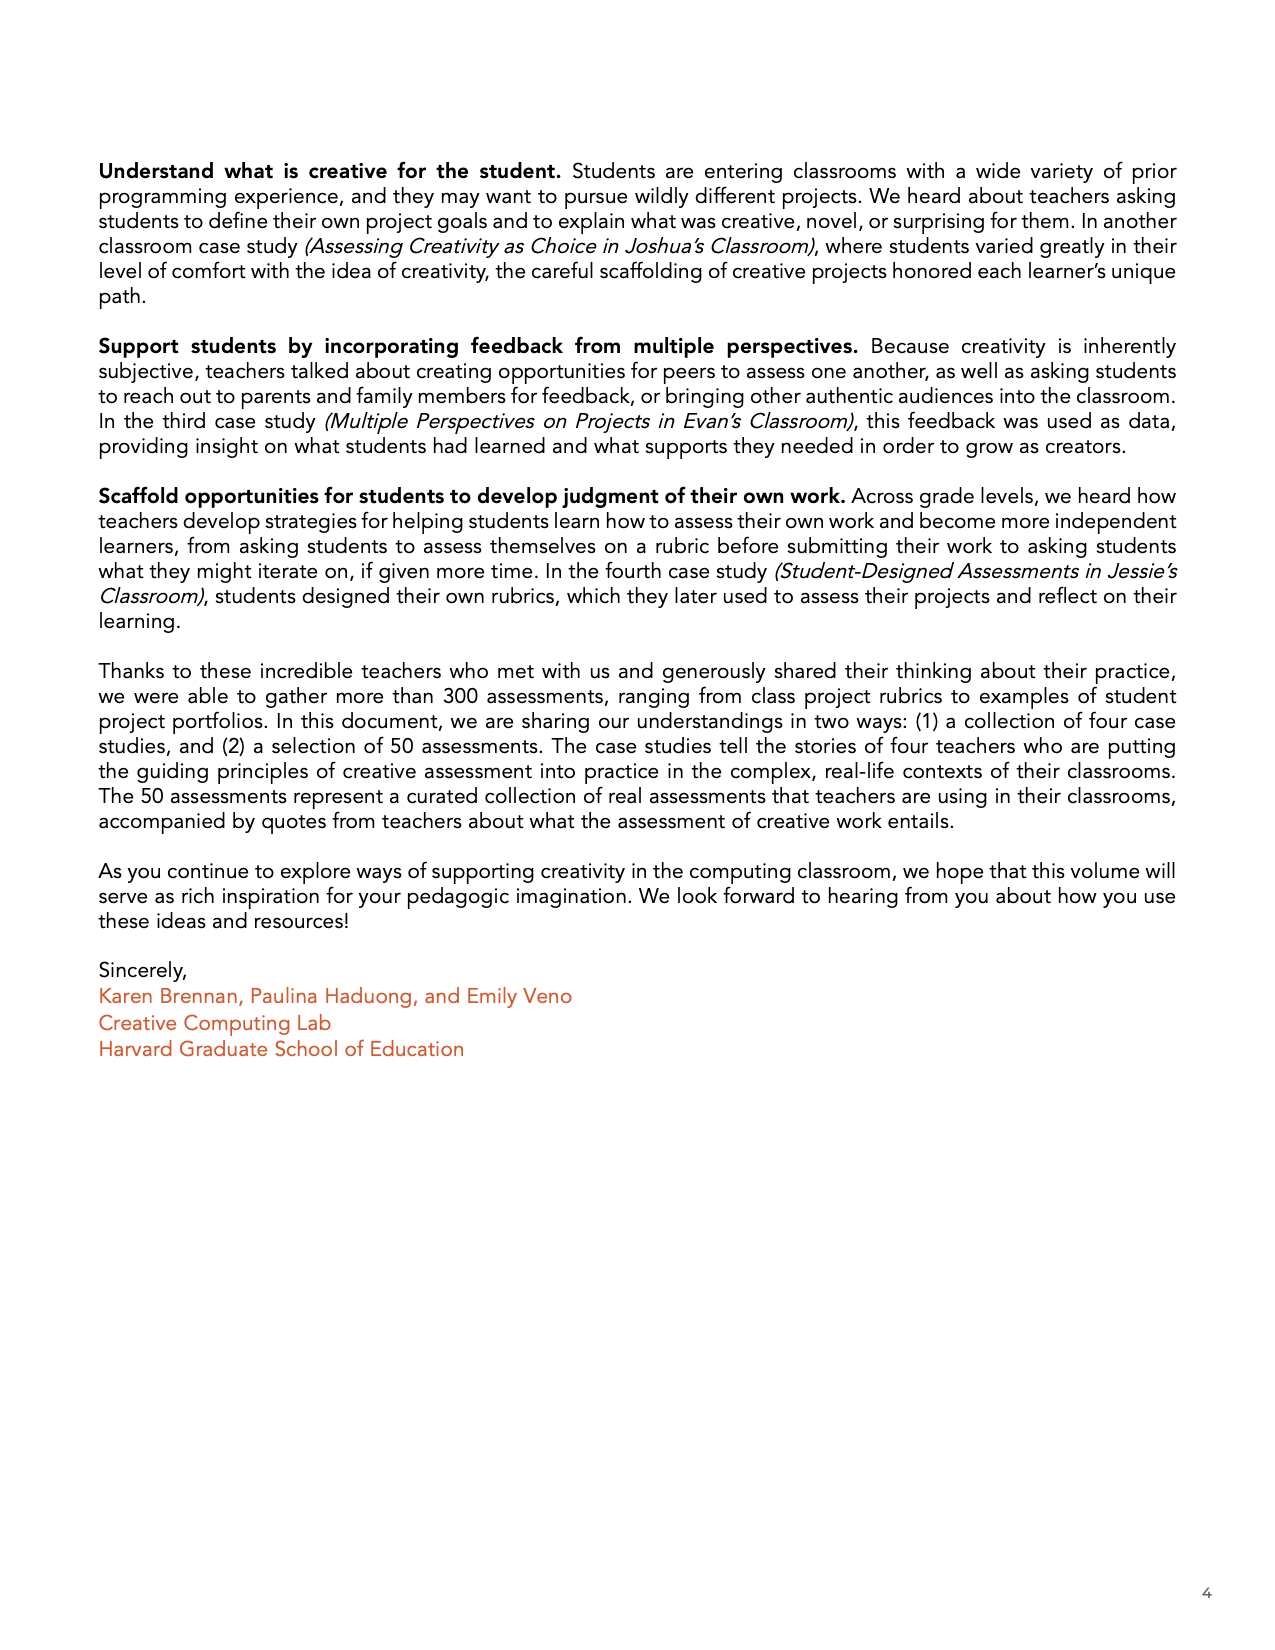 Understand what is creative for the student. Students are entering classrooms with a wide variety of prior
programming experience, and they may want to pursue wildly different projects. We heard about teachers asking
students to define their own project goals and to explain what was creative, novel, or surprising for them. In another
classroom case study (Assessing Creativity as Choice in Joshua’s Classroom), where students varied greatly in their
level of comfort with the idea of creativity, the careful scaffolding of creative projects honored each learner’s unique
path.
Support students by incorporating feedback from multiple perspectives. Because creativity is inherently
subjective, teachers talked about creating opportunities for peers to assess one another, as well as asking students
to reach out to parents and family members for feedback, or bringing other authentic audiences into the classroom.
In the third case study (Multiple Perspectives on Projects in Evan’s Classroom), this feedback was used as data,
providing insight on what students had learned and what supports they needed in order to grow as creators.
Scaffold opportunities for students to develop judgment of their own work. Across grade levels, we heard how
teachers develop strategies for helping students learn how to assess their own work and become more independent
learners, from asking students to assess themselves on a rubric before submitting their work to asking students
what they might iterate on, if given more time. In the fourth case study (Student-Designed Assessments in Jessie’s
Classroom), students designed their own rubrics, which they later used to assess their projects and reflect on their
learning.
Thanks to these incredible teachers who met with us and generously shared their thinking about their practice,
we were able to gather more than 300 assessments, ranging from class project rubrics to examples of student
project portfolios. In this document, we are sharing our understandings in two ways: (1) a collection of four case
studies, and (2) a selection of 50 assessments. The case studies tell the stories of four teachers who are putting
the guiding principles of creative assessment into practice in the complex, real-life contexts of their classrooms.
The 50 assessments represent a curated collection of real assessments that teachers are using in their classrooms,
accompanied by quotes from teachers about what the assessment of creative work entails.
As you continue to explore ways of supporting creativity in the computing classroom, we hope that this volume will
serve as rich inspiration for your pedagogic imagination. We look forward to hearing from you about how you use
these ideas and resources!
Sincerely,
Karen Brennan, Paulina Haduong, and Emily Veno
Creative Computing Lab
Harvard Graduate School of Education
4